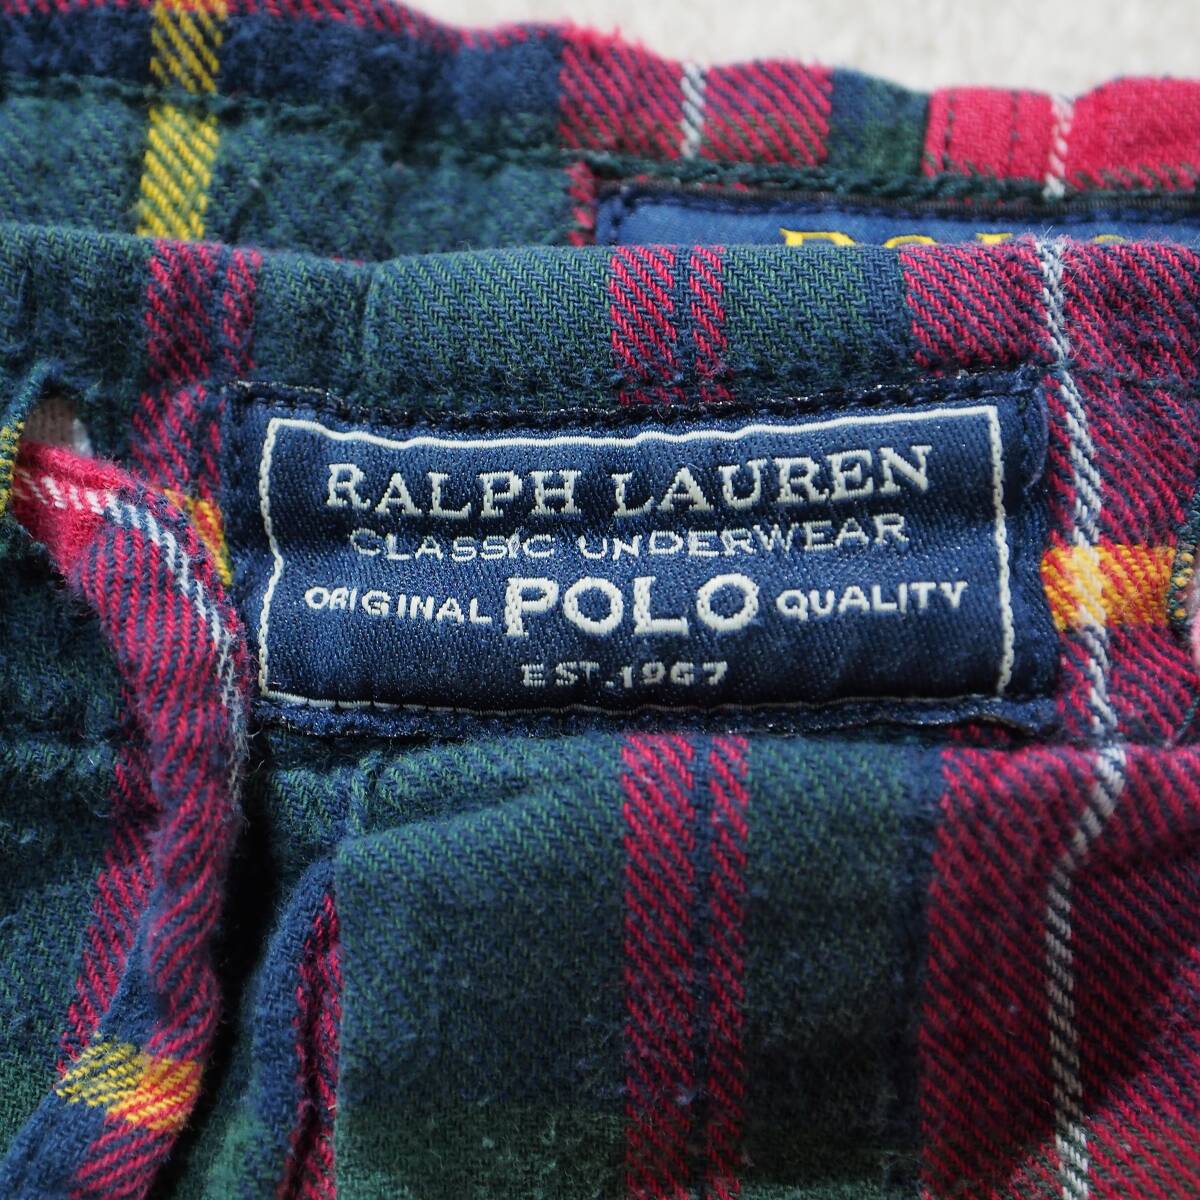 RALPH LAUREN
CLASSIC UNDERWEAR
ORIGINAL POLO QUALITY
EST. 1967